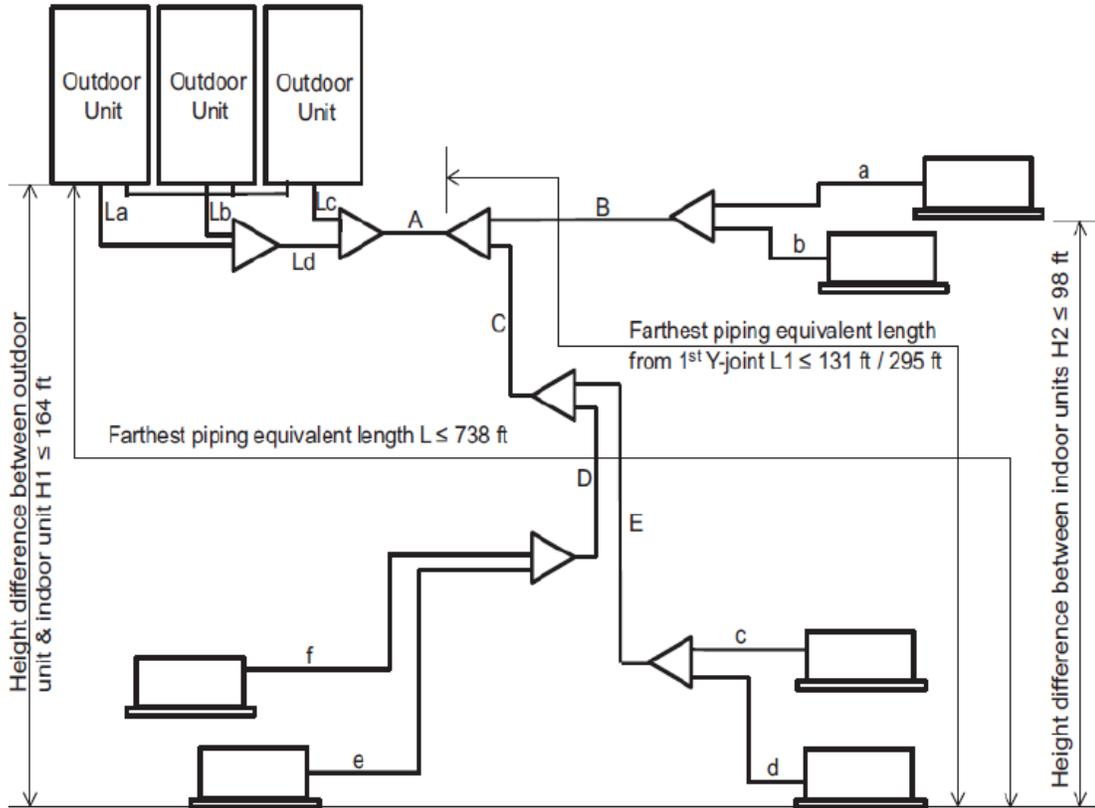 Outdoor
Unit
Outdoor
Unit
Outdoor
Unit
La
Lb
Lc
Ld
A
B
a
b
C
Farthest piping equivalent length
from 1st Y-joint L1 ≤ 131 ft / 295 ft
Farthest piping equivalent length L ≤ 738 ft
D
E
f
e
c
d
Height difference between outdoor
unit & indoor unit H1 ≤ 164 ft
Height difference between indoor units H2 ≤ 98 ft